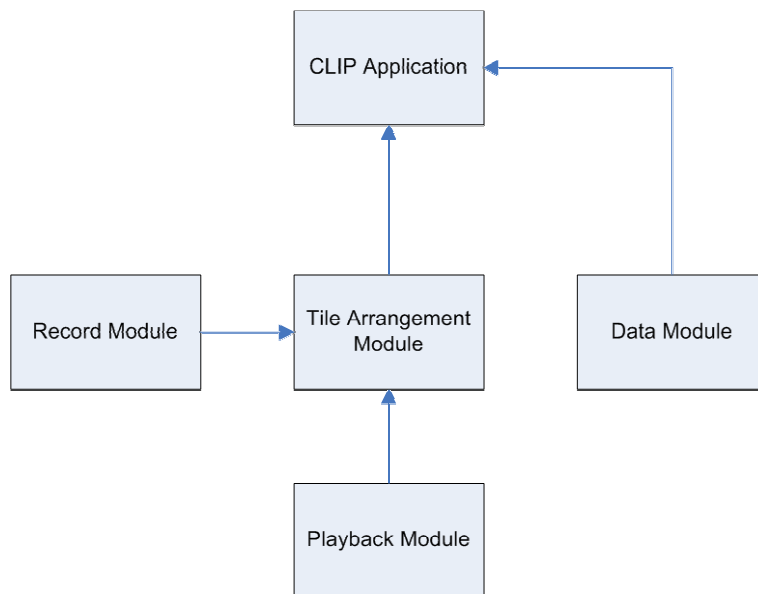 CLIP Application
Record Module
Tile Arrangement
Module
Data Module
Playback Module